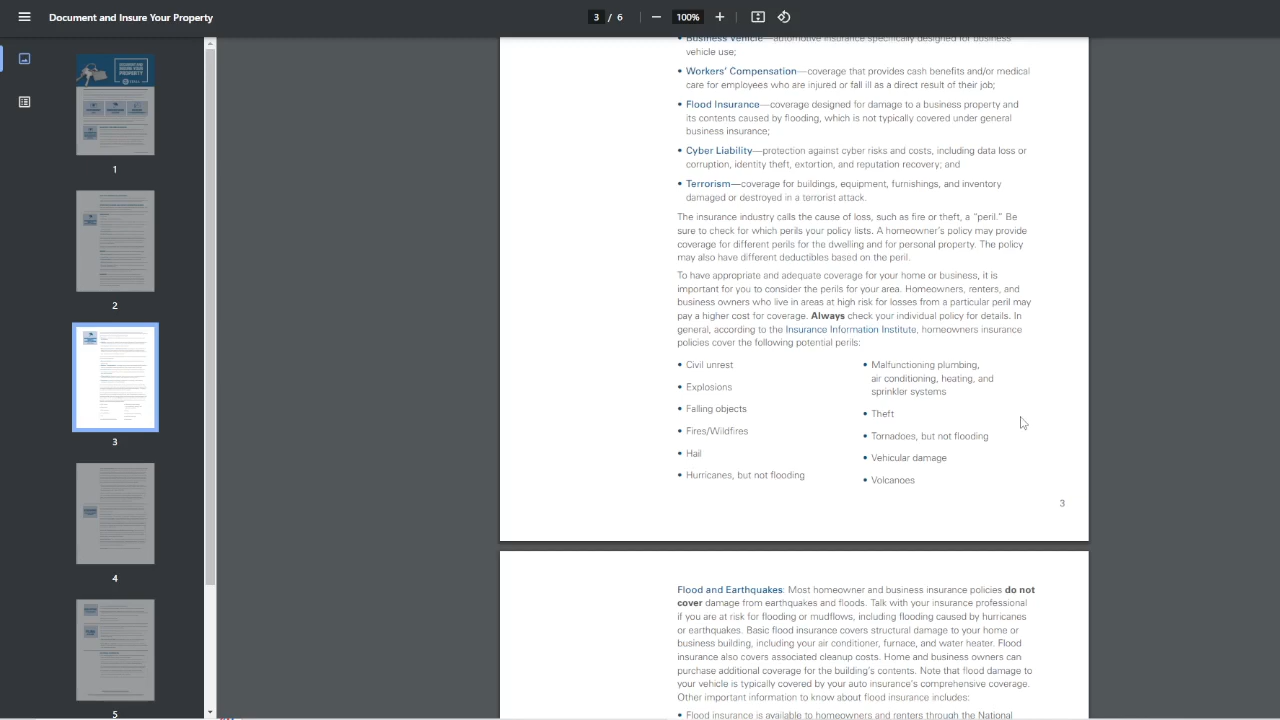 Document and Insure Your Property
3 / 6
100%
1
2
3
4
5
• Business Vehicle—automotive insurance specifically designed for business
vehicle use;
• Workers' Compensation—coverage that provides cash benefits and/or medical
care for employees who are injured or fall ill as a direct result of their job;
• Flood Insurance—coverage designed for damage to a business property and
its contents caused by flooding, which is not typically covered under general
business insurance;
• Cyber Liability—protection against cyber risks and costs, including data loss or
corruption, identity theft, extortion, and reputation recovery; and
• Terrorism—coverage for buildings, equipment, furnishings, and inventory
damaged or destroyed in a terrorist attack.
The insurance industry calls the cause of loss, such as fire or theft, a “peril.” Be
sure to check for which perils your policy lists. A homeowner's policy may provide
coverage for different perils for the dwelling and for personal property. The policy
may also have different deductibles based on the peril.
To have appropriate and adequate coverage for your home or business, it is
important for you to consider the perils for your area. Homeowners, renters, and
business owners who live in areas at high risk for losses from a particular peril may
pay a higher cost for coverage. Always check your individual policy for details. In
general, according to the Insurance Information Institute, homeowners insurance
policies cover the following potential perils:
• Civil unrest
• Explosions
• Falling objects
• Fires/Wildfires
• Hail
• Hurricanes, but not flooding
• Malfunctioning plumbing,
air conditioning, heating, and
sprinkler systems
• Theft
• Tornadoes, but not flooding
• Vehicular damage
• Volcanoes
3
Flood and Earthquakes: Most homeowner and business insurance policies do not
cover damage from earthquakes and floods. Talk with your insurance professional
if you are at risk for flooding or mudflows, including flooding caused by hurricanes
or earthquakes. Basic flood insurance covers structural damage to your home or
business building, including your air conditioner, furnace, and water heater. Flood
insurance also covers associated cleanup costs. Home and business owners can
purchase additional coverage for the building's contents. Note that flood damage to
your vehicle is typically covered by your auto insurance's comprehensive coverage.
Other important information to know about flood insurance includes:
• Flood insurance is available to homeowners and renters through the National